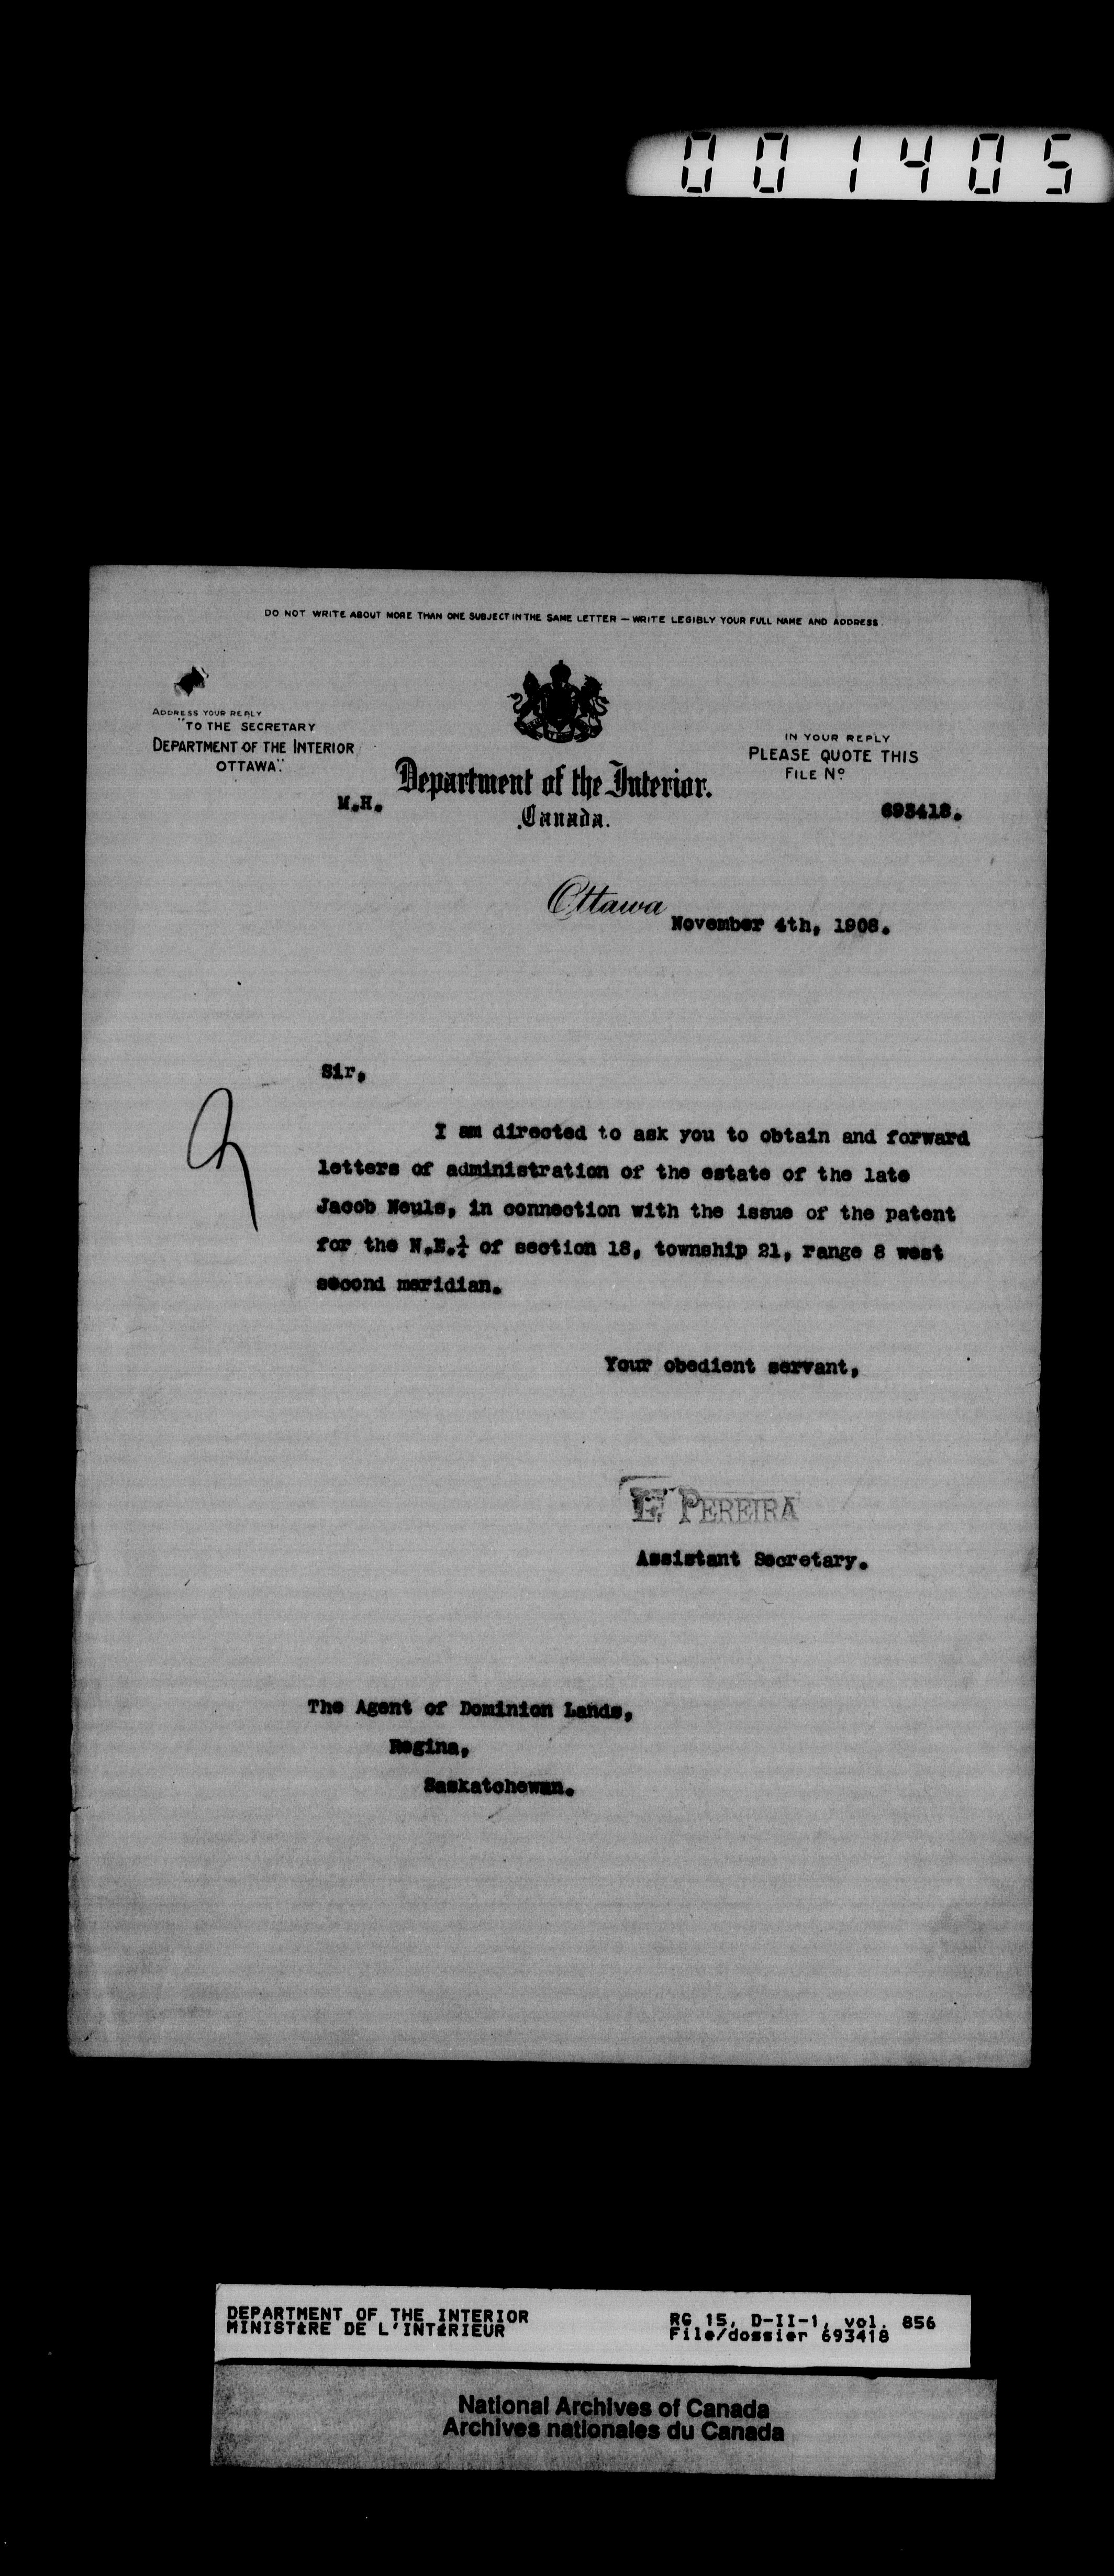 001405
DO NOT WRITE ABOUT MORE THAN ONE SUBJECT IN THE SAME LETTER — WRITE LEGIBLY YOUR FULL NAME AND ADDRESS.
ADDRESS YOUR REPLY
"TO THE SECRETARY
DEPARTMENT OF THE INTERIOR
OTTAWA."
IN YOUR REPLY
PLEASE QUOTE THIS
FILE No
Department of the Interior.
Canada.
M.H.
693418.
Ottawa November 4th, 1908.
Sir,
I am directed to ask you to obtain and forward
letters of administration of the estate of the late
Jacob Neuls, in connection with the issue of the patent
for the N.E.¼ of section 18, township 21, range 8 west
second meridian.
Your obedient servant,
PEREIRA
Assistant Secretary.
The Agent of Dominion Lands,
Regina,
Saskatchewan.
DEPARTMENT OF THE INTERIOR
MINISTÈRE DE L'INTÉRIEUR
RG 15, D-II-1, vol. 856
File/dossier 693418
National Archives of Canada
Archives nationales du Canada